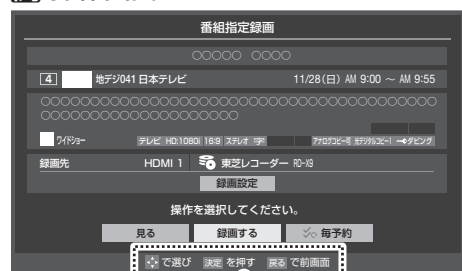 番組指定録画
○○○○○ ○○○○
4 地デジ041 日本テレビ 11/28(日) AM 9:00 ～ AM 9:55
○○○○○○○○○○○○○○○○○○○○○○○○○○○○○○○○○○○○○
○○○○○○○○○○○○○○○○○○○
ワイドショー テレビ HD:1080i 16:9 ステレオ 字 アナログコピー可 光デジタルコピー1 ダビング
録画先 HDMI 1 東芝レコーダー RD-X9
録画設定
操作を選択してください。
見る 録画する 毎予約
で選び 決定 を押す 戻る で前画面